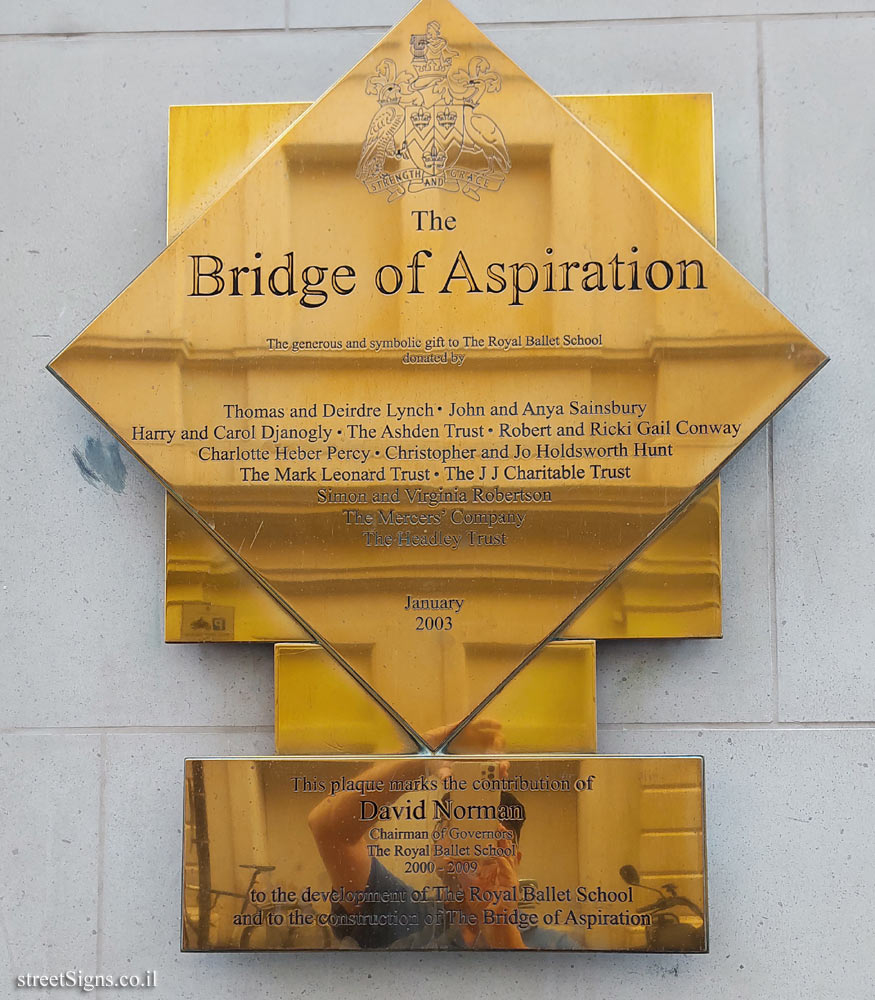 STRENGTH AND GRACE
The
Bridge of Aspiration
The generous and symbolic gift to The Royal Ballet School
donated by
Thomas and Deirdre Lynch • John and Anya Sainsbury
Harry and Carol Djanogly • The Ashden Trust • Robert and Ricki Gail Conway
Charlotte Heber Percy • Christopher and Jo Holdsworth Hunt
The Mark Leonard Trust • The J J Charitable Trust
Simon and Virginia Robertson
The Mercers' Company
The Headley Trust
January
2003
This plaque marks the contribution of
David Norman
Chairman of Governors
The Royal Ballet School
2000 - 2009
to the development of The Royal Ballet School
and to the construction of The Bridge of Aspiration
streetSigns.co.il